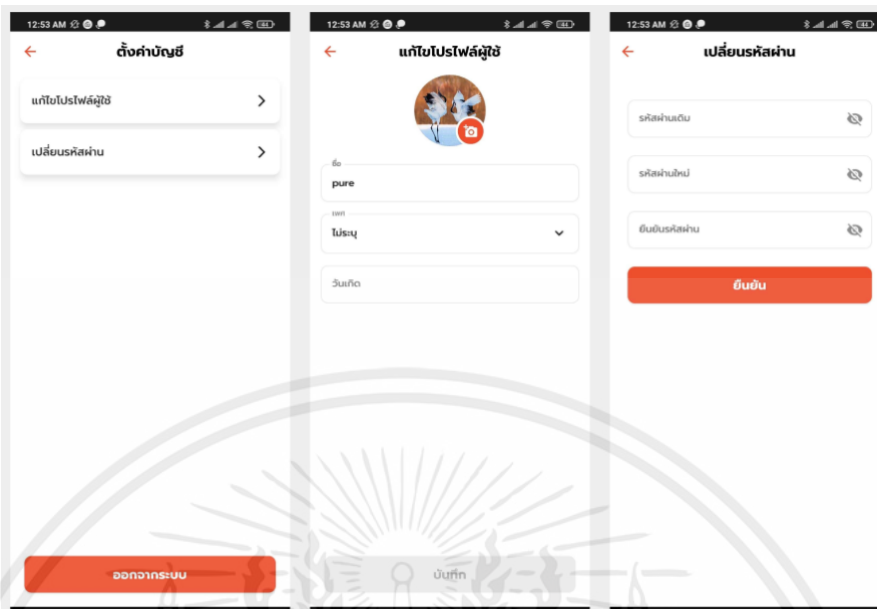 12:53 AM
44
ตั้งค่าบัญชี
แก้ไขโปรไฟล์ผู้ใช้
เปลี่ยนรหัสผ่าน
ออกจากระบบ
12:53 AM
44
แก้ไขโปรไฟล์ผู้ใช้
ชื่อ
pure
เพศ
ไม่ระบุ
วันเกิด
บันทึก
12:53 AM
44
เปลี่ยนรหัสผ่าน
รหัสผ่านเดิม
รหัสผ่านใหม่
ยืนยันรหัสผ่าน
ยืนยัน